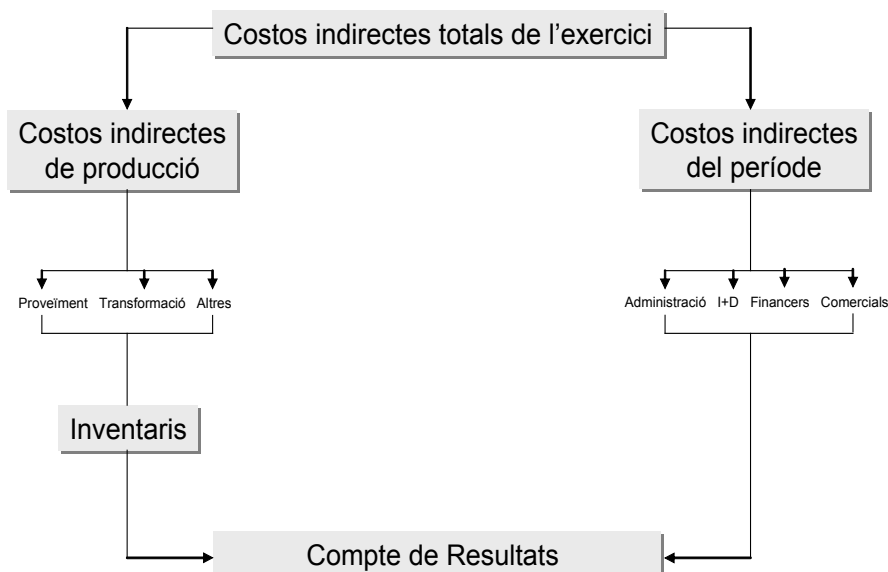 Costos indirectes totals de l’exercici
Costos indirectes
de producció
Costos indirectes
del període
Proveïment Transformació Altres
Administració I+D Financers Comercials
Inventaris
Compte de Resultats